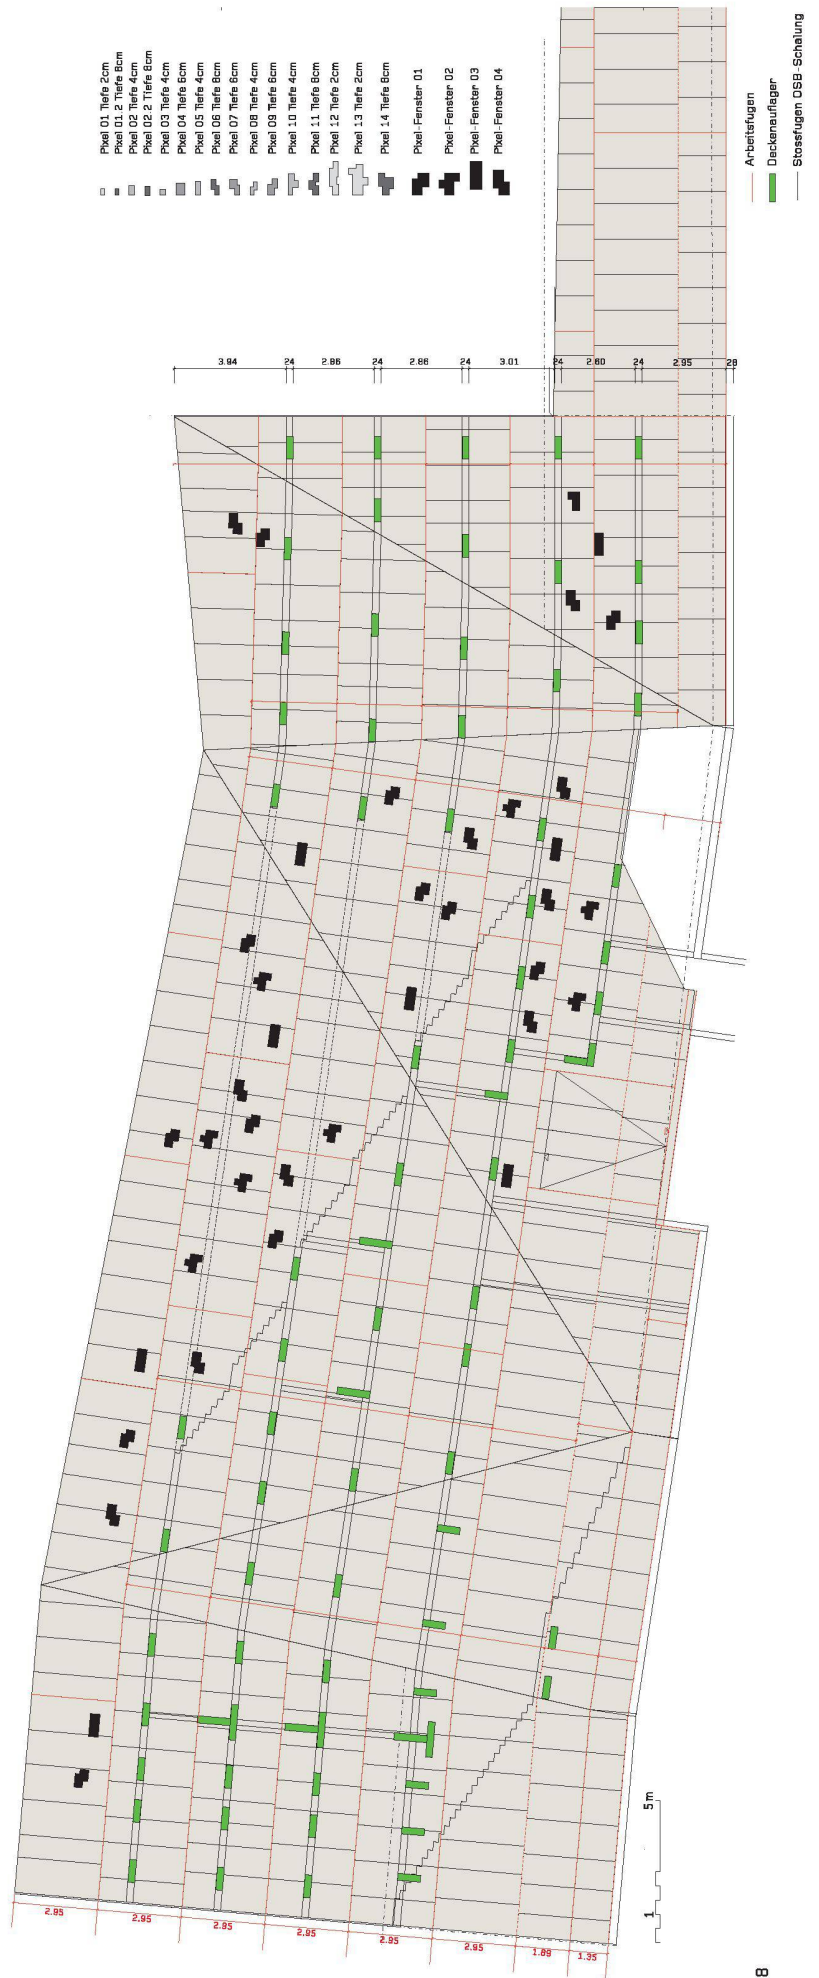 Pixel 01 Tiefe 2cm
Pixel 01.2 Tiefe 8cm
Pixel 02 Tiefe 4cm
Pixel 02.2 Tiefe 8cm
Pixel 03 Tiefe 4cm
Pixel 04 Tiefe 6cm
Pixel 05 Tiefe 4cm
Pixel 06 Tiefe 8cm
Pixel 07 Tiefe 6cm
Pixel 08 Tiefe 4cm
Pixel 09 Tiefe 6cm
Pixel 10 Tiefe 4cm
Pixel 11 Tiefe 8cm
Pixel 12 Tiefe 2cm
Pixel 13 Tiefe 2cm
Pixel 14 Tiefe 8cm
Pixel-Fenster 01
Pixel-Fenster 02
Pixel-Fenster 03
Pixel-Fenster 04
Arbeitsfugen
Deckenauflager
Stossfugen OSB-Schalung
3.94
24
2.86
24
2.86
24
3.01
24
2.60
24
2.95
28
2.95
2.95
2.95
2.95
2.95
2.95
1.89
1.35
1
5m
8